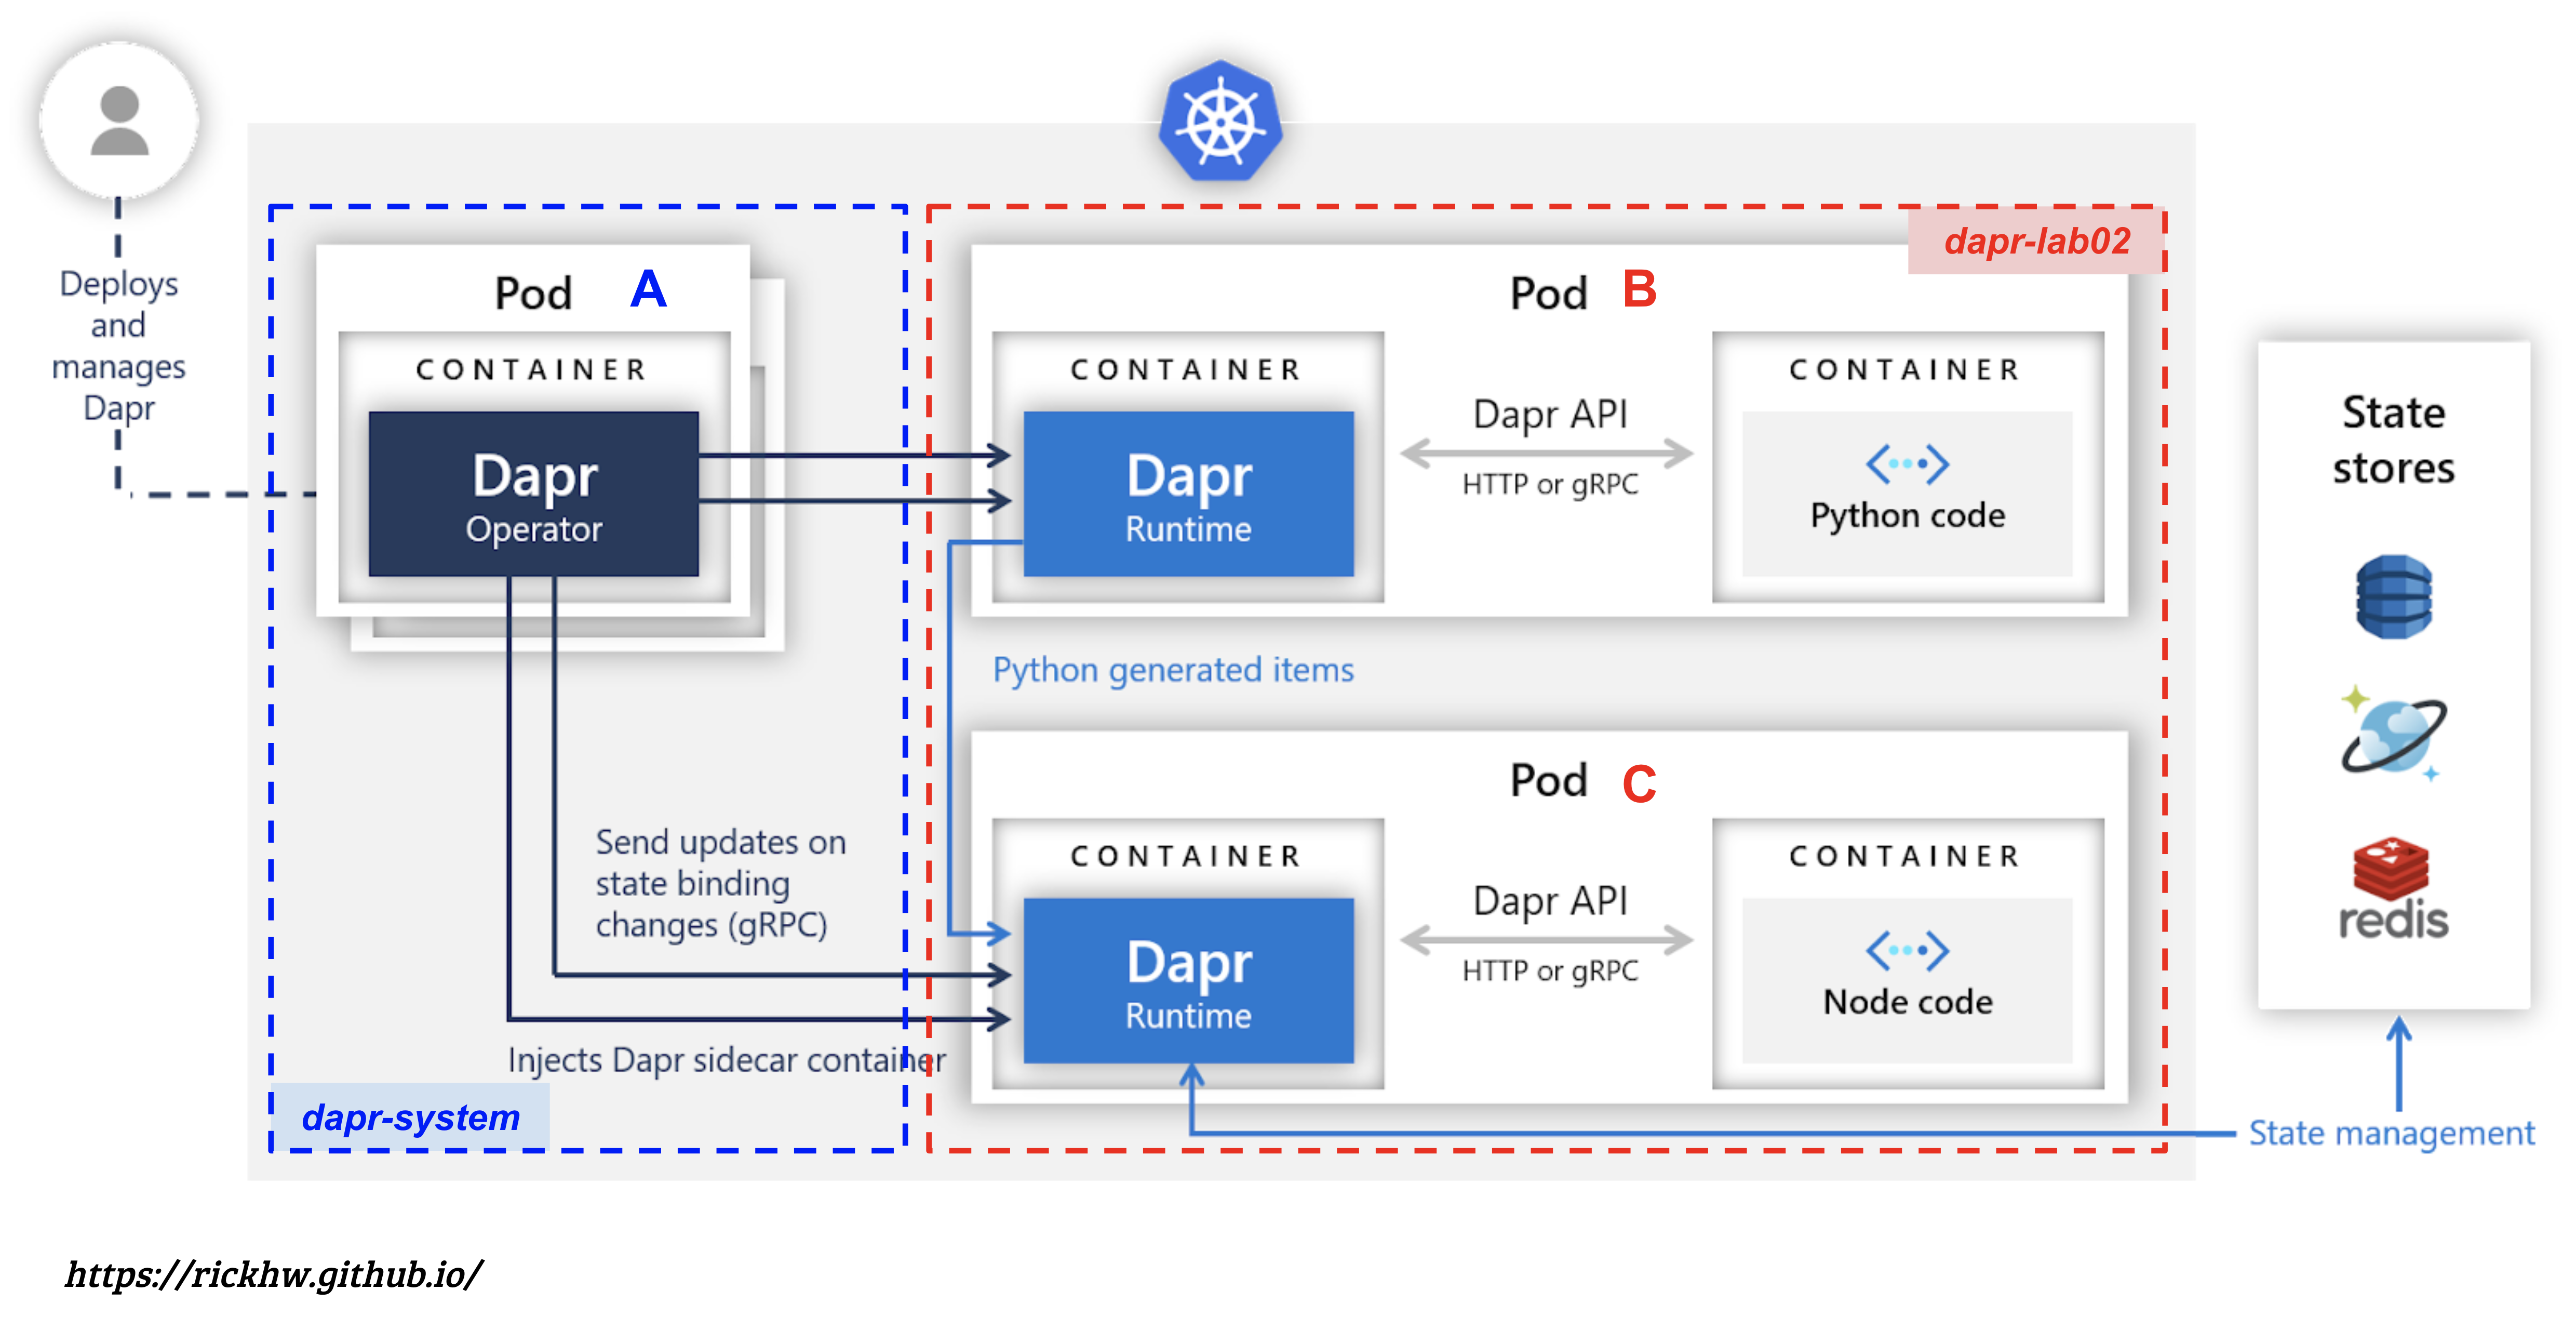 Deploys
and
manages
Dapr
Pod A
CONTAINER
Dapr
Operator
Send updates on
state binding
changes (gRPC)
Injects Dapr sidecar container
dapr-system
dapr-lab02
Pod B
CONTAINER
Dapr
Runtime
Dapr API
HTTP or gRPC
CONTAINER
Python code
Python generated items
Pod C
CONTAINER
Dapr
Runtime
Dapr API
HTTP or gRPC
CONTAINER
Node code
State
stores
redis
State management
https://rickhw.github.io/